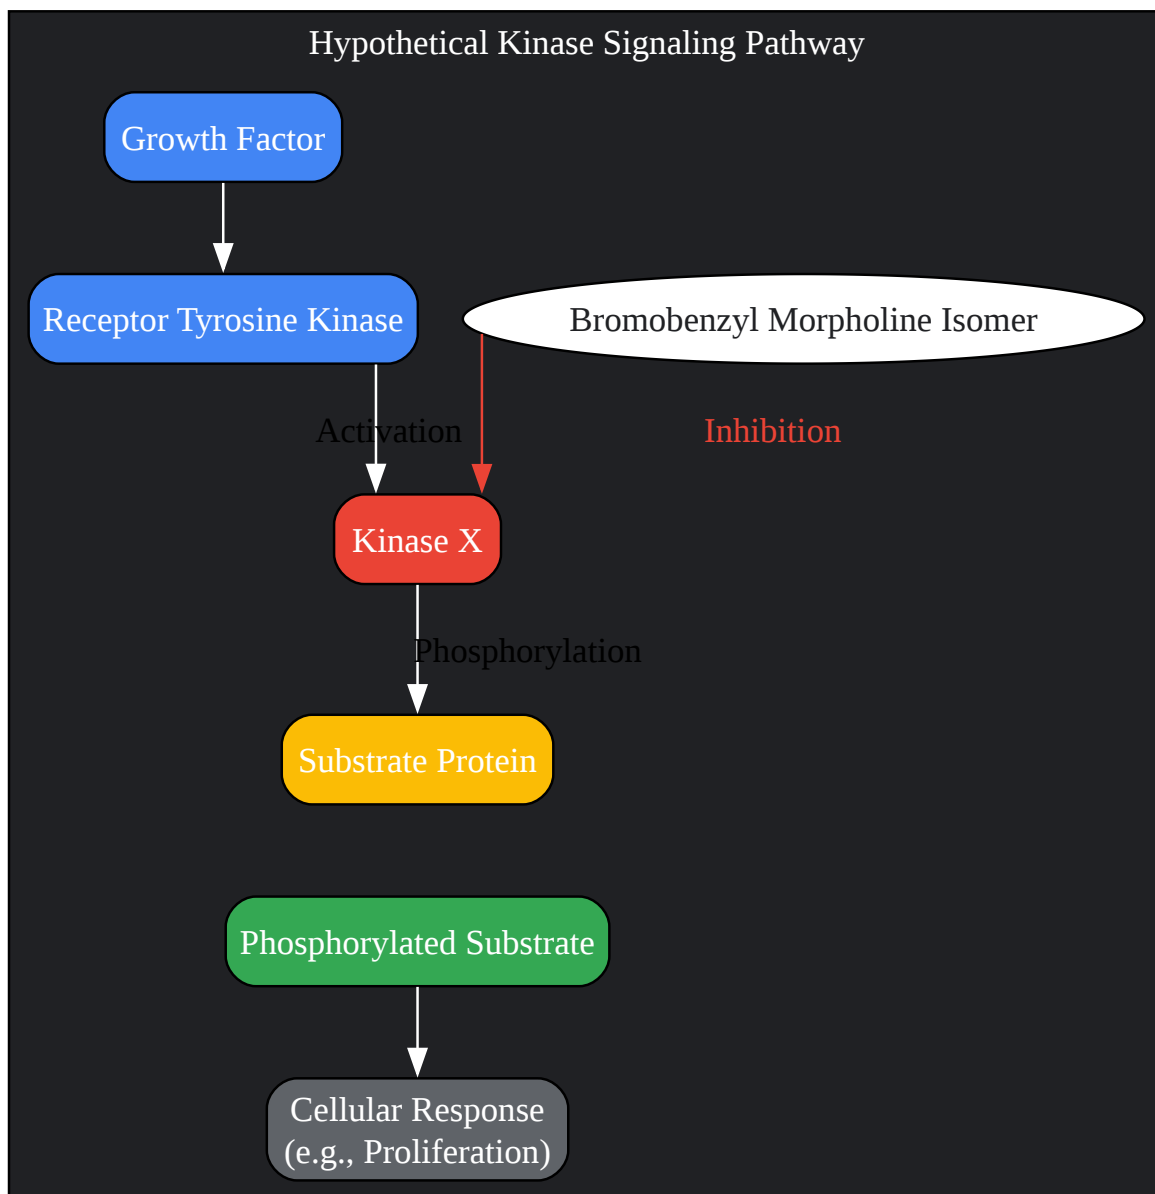 Hypothetical Kinase Signaling Pathway
Growth Factor
Receptor Tyrosine Kinase
Bromobenzyl Morpholine Isomer
Activation
Inhibition
Kinase X
Phosphorylation
Substrate Protein
Phosphorylated Substrate
Cellular Response
(e.g., Proliferation)